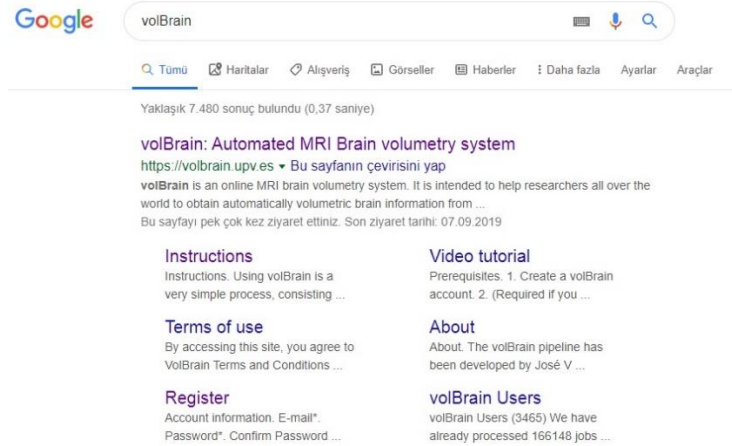 Google
volBrain
Tümü Haritalar Alışveriş Görseller Haberler Daha fazla Ayarlar Araçlar
Yaklaşık 7.480 sonuç bulundu (0,37 saniye)
volBrain: Automated MRI Brain volumetry system
https://volbrain.upv.es ▾ Bu sayfanın çevirisini yap
volBrain is an online MRI brain volumetry system. It is intended to help researchers all over the
world to obtain automatically volumetric brain information from ...
Bu sayfayı pek çok kez ziyaret ettiniz. Son ziyaret tarihi: 07.09.2019
Instructions
Instructions. Using volBrain is a
very simple process, consisting ...
Video tutorial
Prerequisites. 1. Create a volBrain
account. 2. (Required if you ...
Terms of use
By accessing this site, you agree to
VolBrain Terms and Conditions ...
About
About. The volBrain pipeline has
been developed by José V ...
Register
Account information. E-mail*.
Password*. Confirm Password ...
volBrain Users
volBrain Users (3465) We have
already processed 166148 jobs ...